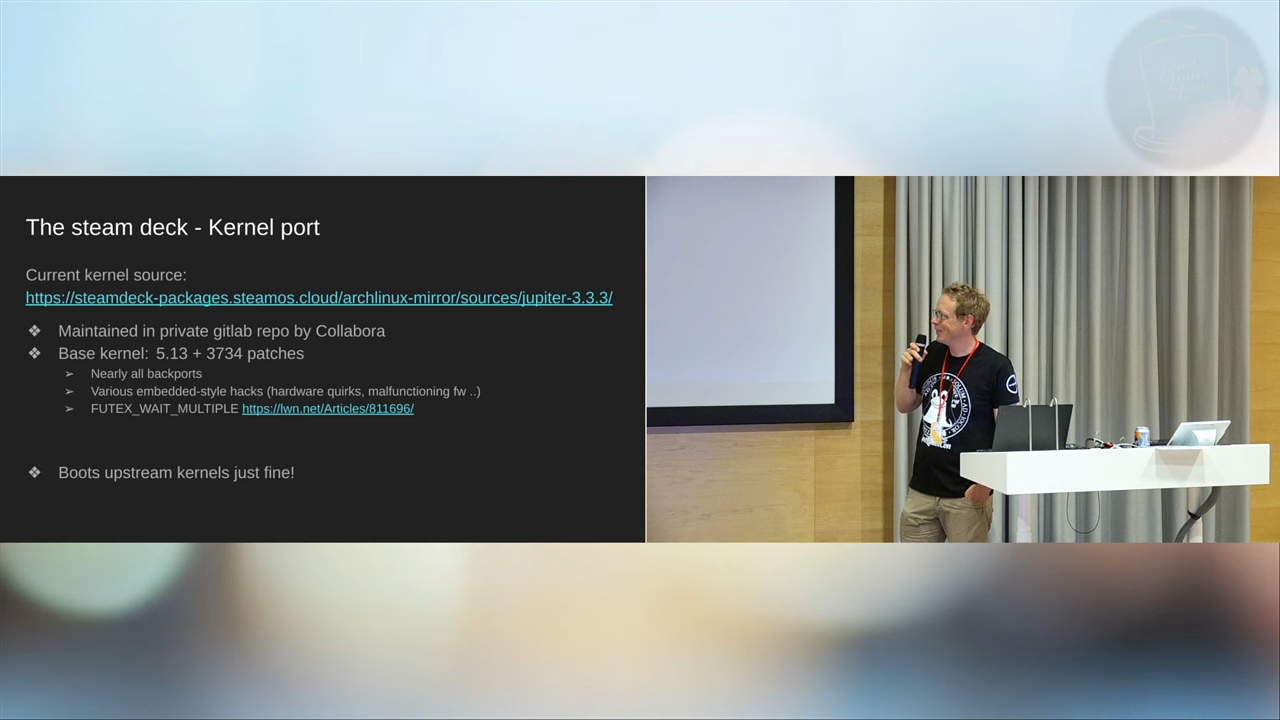 The steam deck - Kernel port
Current kernel source:
https://steamdeck-packages.steamos.cloud/archlinux-mirror/sources/jupiter-3.3.3/
❖ Maintained in private gitlab repo by Collabora
❖ Base kernel: 5.13 + 3734 patches
➢ Nearly all backports
➢ Various embedded-style hacks (hardware quirks, malfunctioning fw ..)
➢ FUTEX_WAIT_MULTIPLE https://lwn.net/Articles/811696/
❖ Boots upstream kernels just fine!